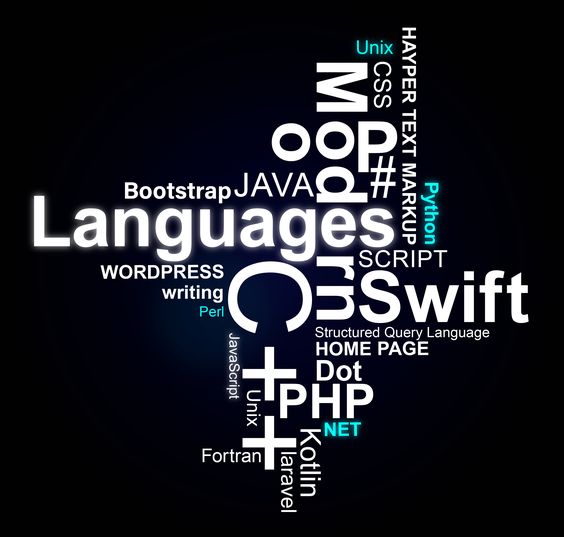 Unix
CSS
HAYPER TEXT MARKUP
Modern
o
P
#
Python
Bootstrap
JAVA
Languages
SCRIPT
WORDPRESS
writing
Perl
C++
Swift
Structured Query Language
HOME PAGE
Dot
JavaScript
Unix
PHP
NET
Fortran
laravel
Kotlin